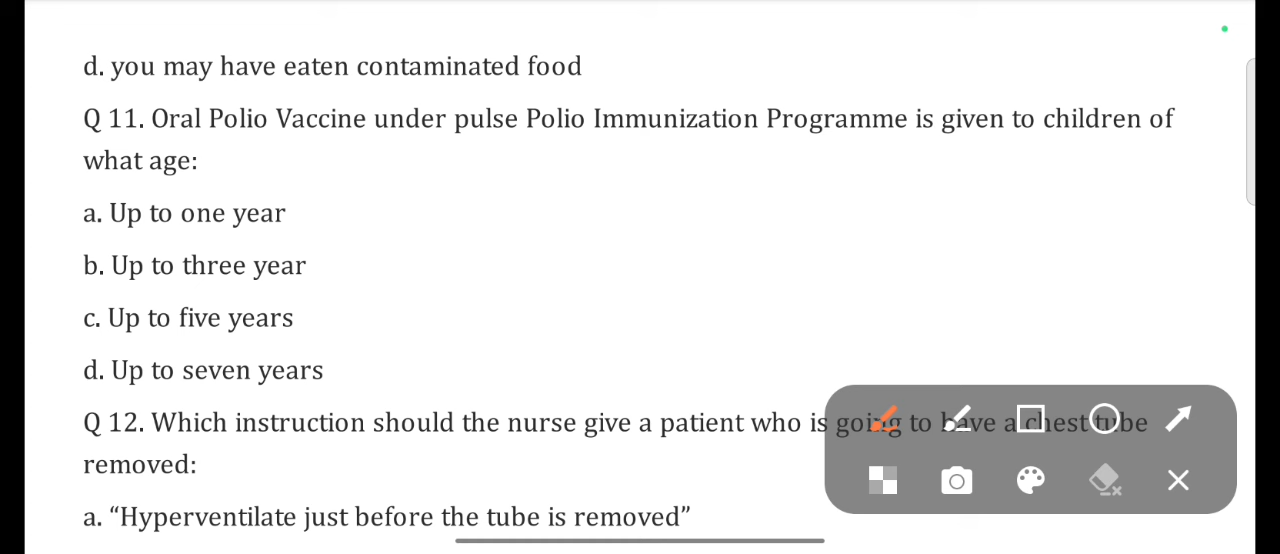 d. you may have eaten contaminated food
Q 11. Oral Polio Vaccine under pulse Polio Immunization Programme is given to children of
what age:
a. Up to one year
b. Up to three year
c. Up to five years
d. Up to seven years
Q 12. Which instruction should the nurse give a patient who is going to have a chest tube
removed:
a. “Hyperventilate just before the tube is removed”